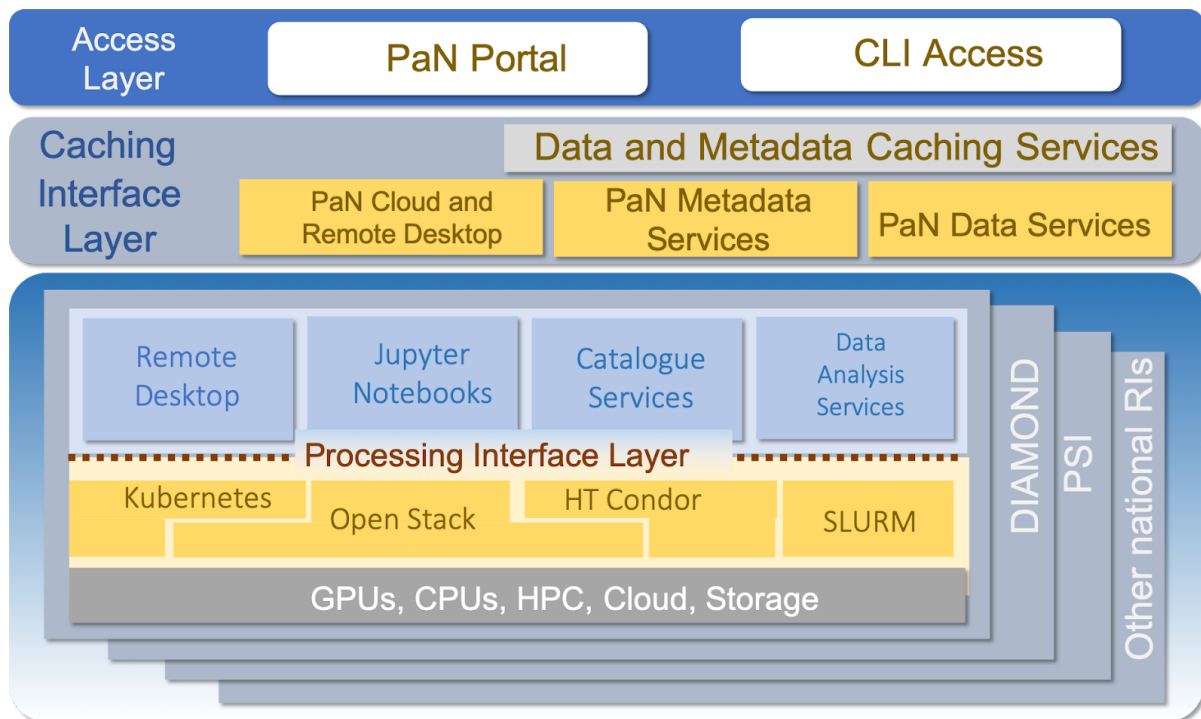 Access
Layer
PaN Portal
CLI Access
Caching
Interface
Layer
Data and Metadata Caching Services
PaN Cloud and
Remote Desktop
PaN Metadata
Services
PaN Data Services
Remote
Desktop
Jupyter
Notebooks
Catalogue
Services
Data
Analysis
Services
Processing Interface Layer
Kubernetes
Open Stack
HT Condor
SLURM
GPUs, CPUs, HPC, Cloud, Storage
DIAMOND
PSI
Other national RIs